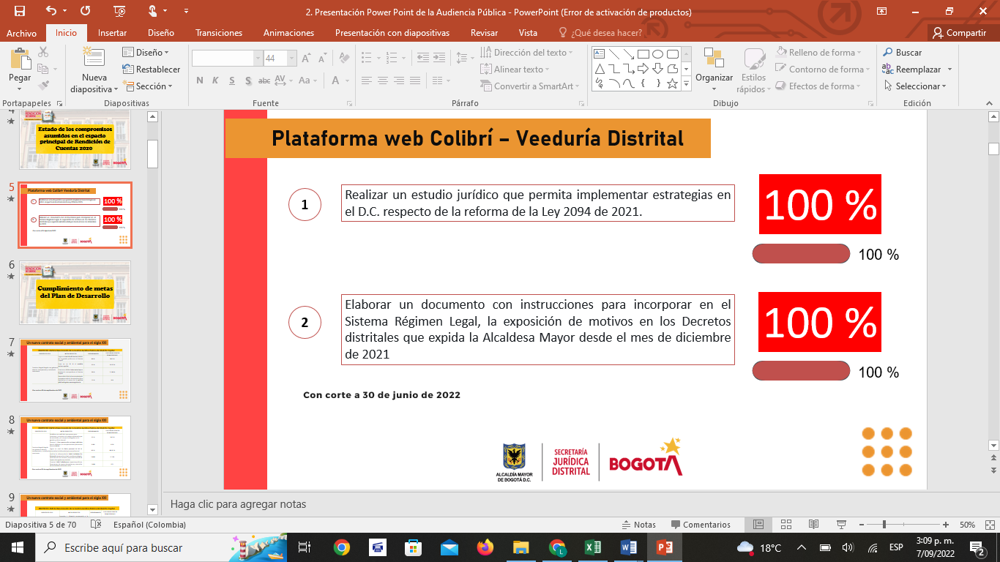 2. Presentación Power Point de la Audiencia Pública - PowerPoint (Error de activación de productos)
Archivo Inicio Insertar Diseño Transiciones Animaciones Presentación con diapositivas Revisar Vista ¿Qué desea hacer? Compartir
Pegar
Nueva
diapositiva
Diseño
Restablecer
Sección
44
N K S S abc AV Aa A
Dirección del texto
Alinear texto
Convertir a SmartArt
Organizar
Estilos
rápidos
Relleno de forma
Contorno de forma
Efectos de forma
Buscar
Reemplazar
Seleccionar
Portapapeles Diapositivas Fuente Párrafo Dibujo Edición
4
Estado de los compromisos
asumidos en el espacio
principal de Rendición de
Cuentas 2020
5
Plataforma web Colibrí- Veeduría Distrital
100 %
100 %
6
Cumplimiento de metas
del Plan de Desarrollo
7
Un nuevo contrato social y ambiental para el siglo XXI
8
Un nuevo contrato social y ambiental para el siglo XXI
9
Un nuevo contrato social y ambiental para el siglo XXI
Plataforma web Colibrí – Veeduría Distrital
1
Realizar un estudio jurídico que permita implementar estrategias en
el D.C. respecto de la reforma de la Ley 2094 de 2021.
100 %
100 %
2
Elaborar un documento con instrucciones para incorporar en el
Sistema Régimen Legal, la exposición de motivos en los Decretos
distritales que expida la Alcaldesa Mayor desde el mes de diciembre
de 2021
100 %
100 %
Con corte a 30 de junio de 2022
ALCALDÍA MAYOR
DE BOGOTÁ D.C.
SECRETARÍA
JURÍDICA
DISTRITAL
BOGOTÁ
Haga clic para agregar notas
Diapositiva 5 de 70 Español (Colombia) Notas Comentarios 50%
Escribe aquí para buscar
18°C ESP
3:09 p. m.
7/09/2022
2